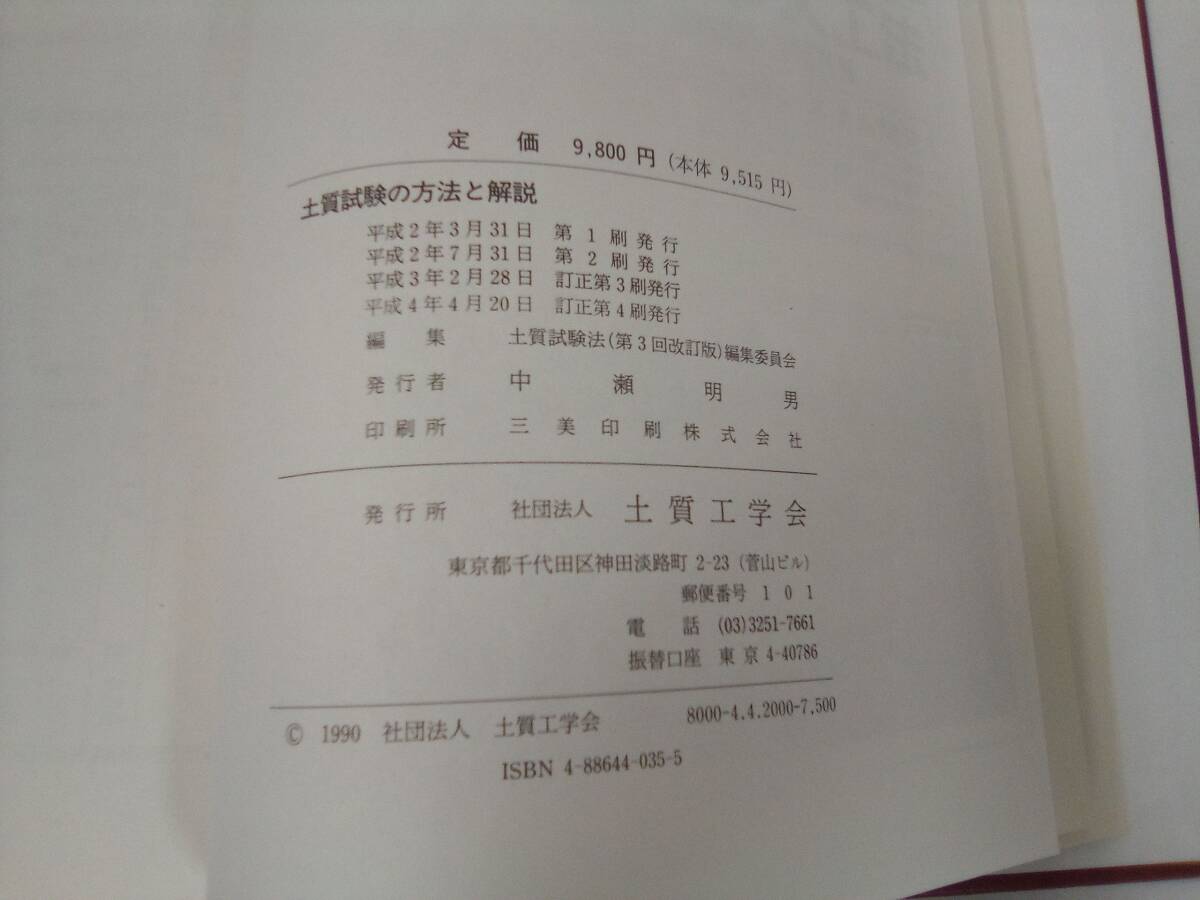 定 価 9,800 円 (本体 9,515 円)
土質試験の方法と解説
平成2年3月31日 第1刷発行
平成2年7月31日 第2刷発行
平成3年2月28日 訂正第3刷発行
平成4年4月20日 訂正第4刷発行
編 集 土質試験法(第3回改訂版)編集委員会
発行者 中瀬明男
印刷所 三美印刷株式会社
発行所 社団法人 土質工学会
東京都千代田区神田淡路町 2-23 (菅山ビル)
郵便番号 101
電 話 (03)3251-7661
振替口座 東京 4-40786
© 1990 社団法人 土質工学会 8000-4.4.2000-7,500
ISBN 4-88644-035-5